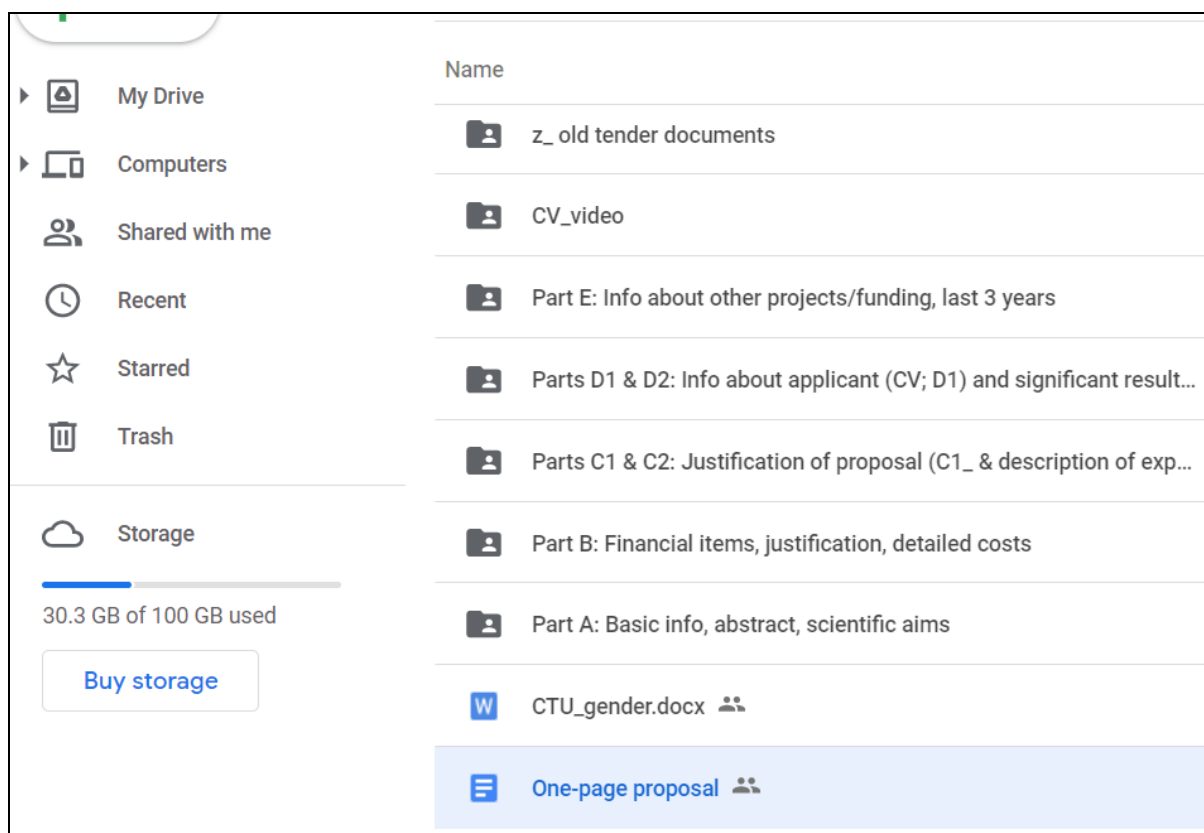 My Drive
Computers
Shared with me
Recent
Starred
Trash
Storage
30.3 GB of 100 GB used
Buy storage
Name
z_ old tender documents
CV_video
Part E: Info about other projects/funding, last 3 years
Parts D1 & D2: Info about applicant (CV; D1) and significant result...
Parts C1 & C2: Justification of proposal (C1_ & description of exp...
Part B: Financial items, justification, detailed costs
Part A: Basic info, abstract, scientific aims
W CTU_gender.docx
One-page proposal